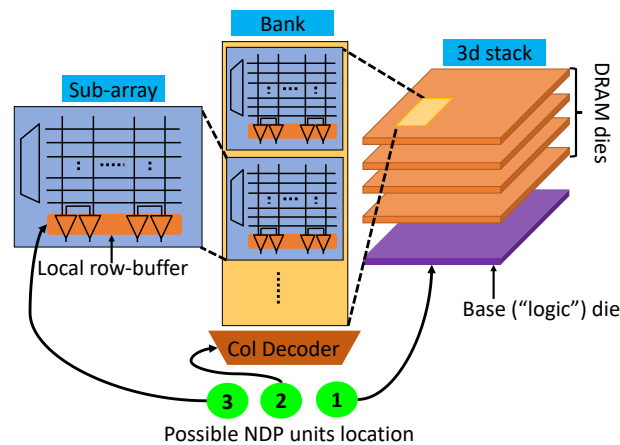 Bank
3d stack
Sub-array
DRAM dies
Local row-buffer
Base (“logic”) die
Col Decoder
3
2
1
Possible NDP units location